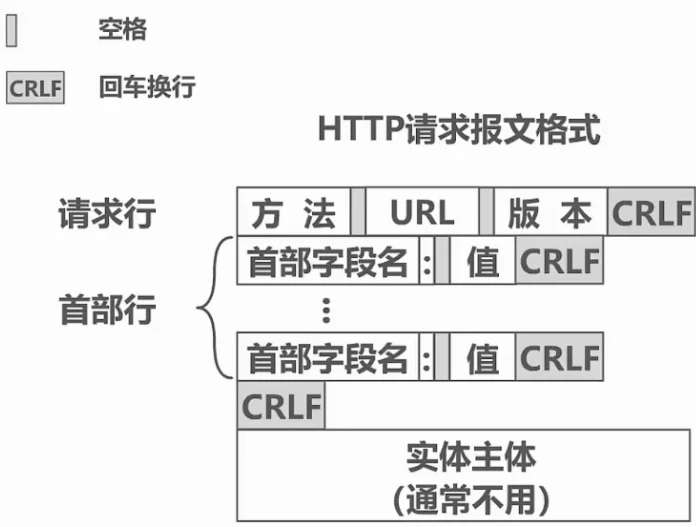 空格
CRLF 回车换行
HTTP请求报文格式
请求行 方 法 URL 版 本 CRLF
首部字段名 : 值 CRLF
首部行 ⋮
首部字段名 : 值 CRLF
CRLF
实体主体
(通常不用)